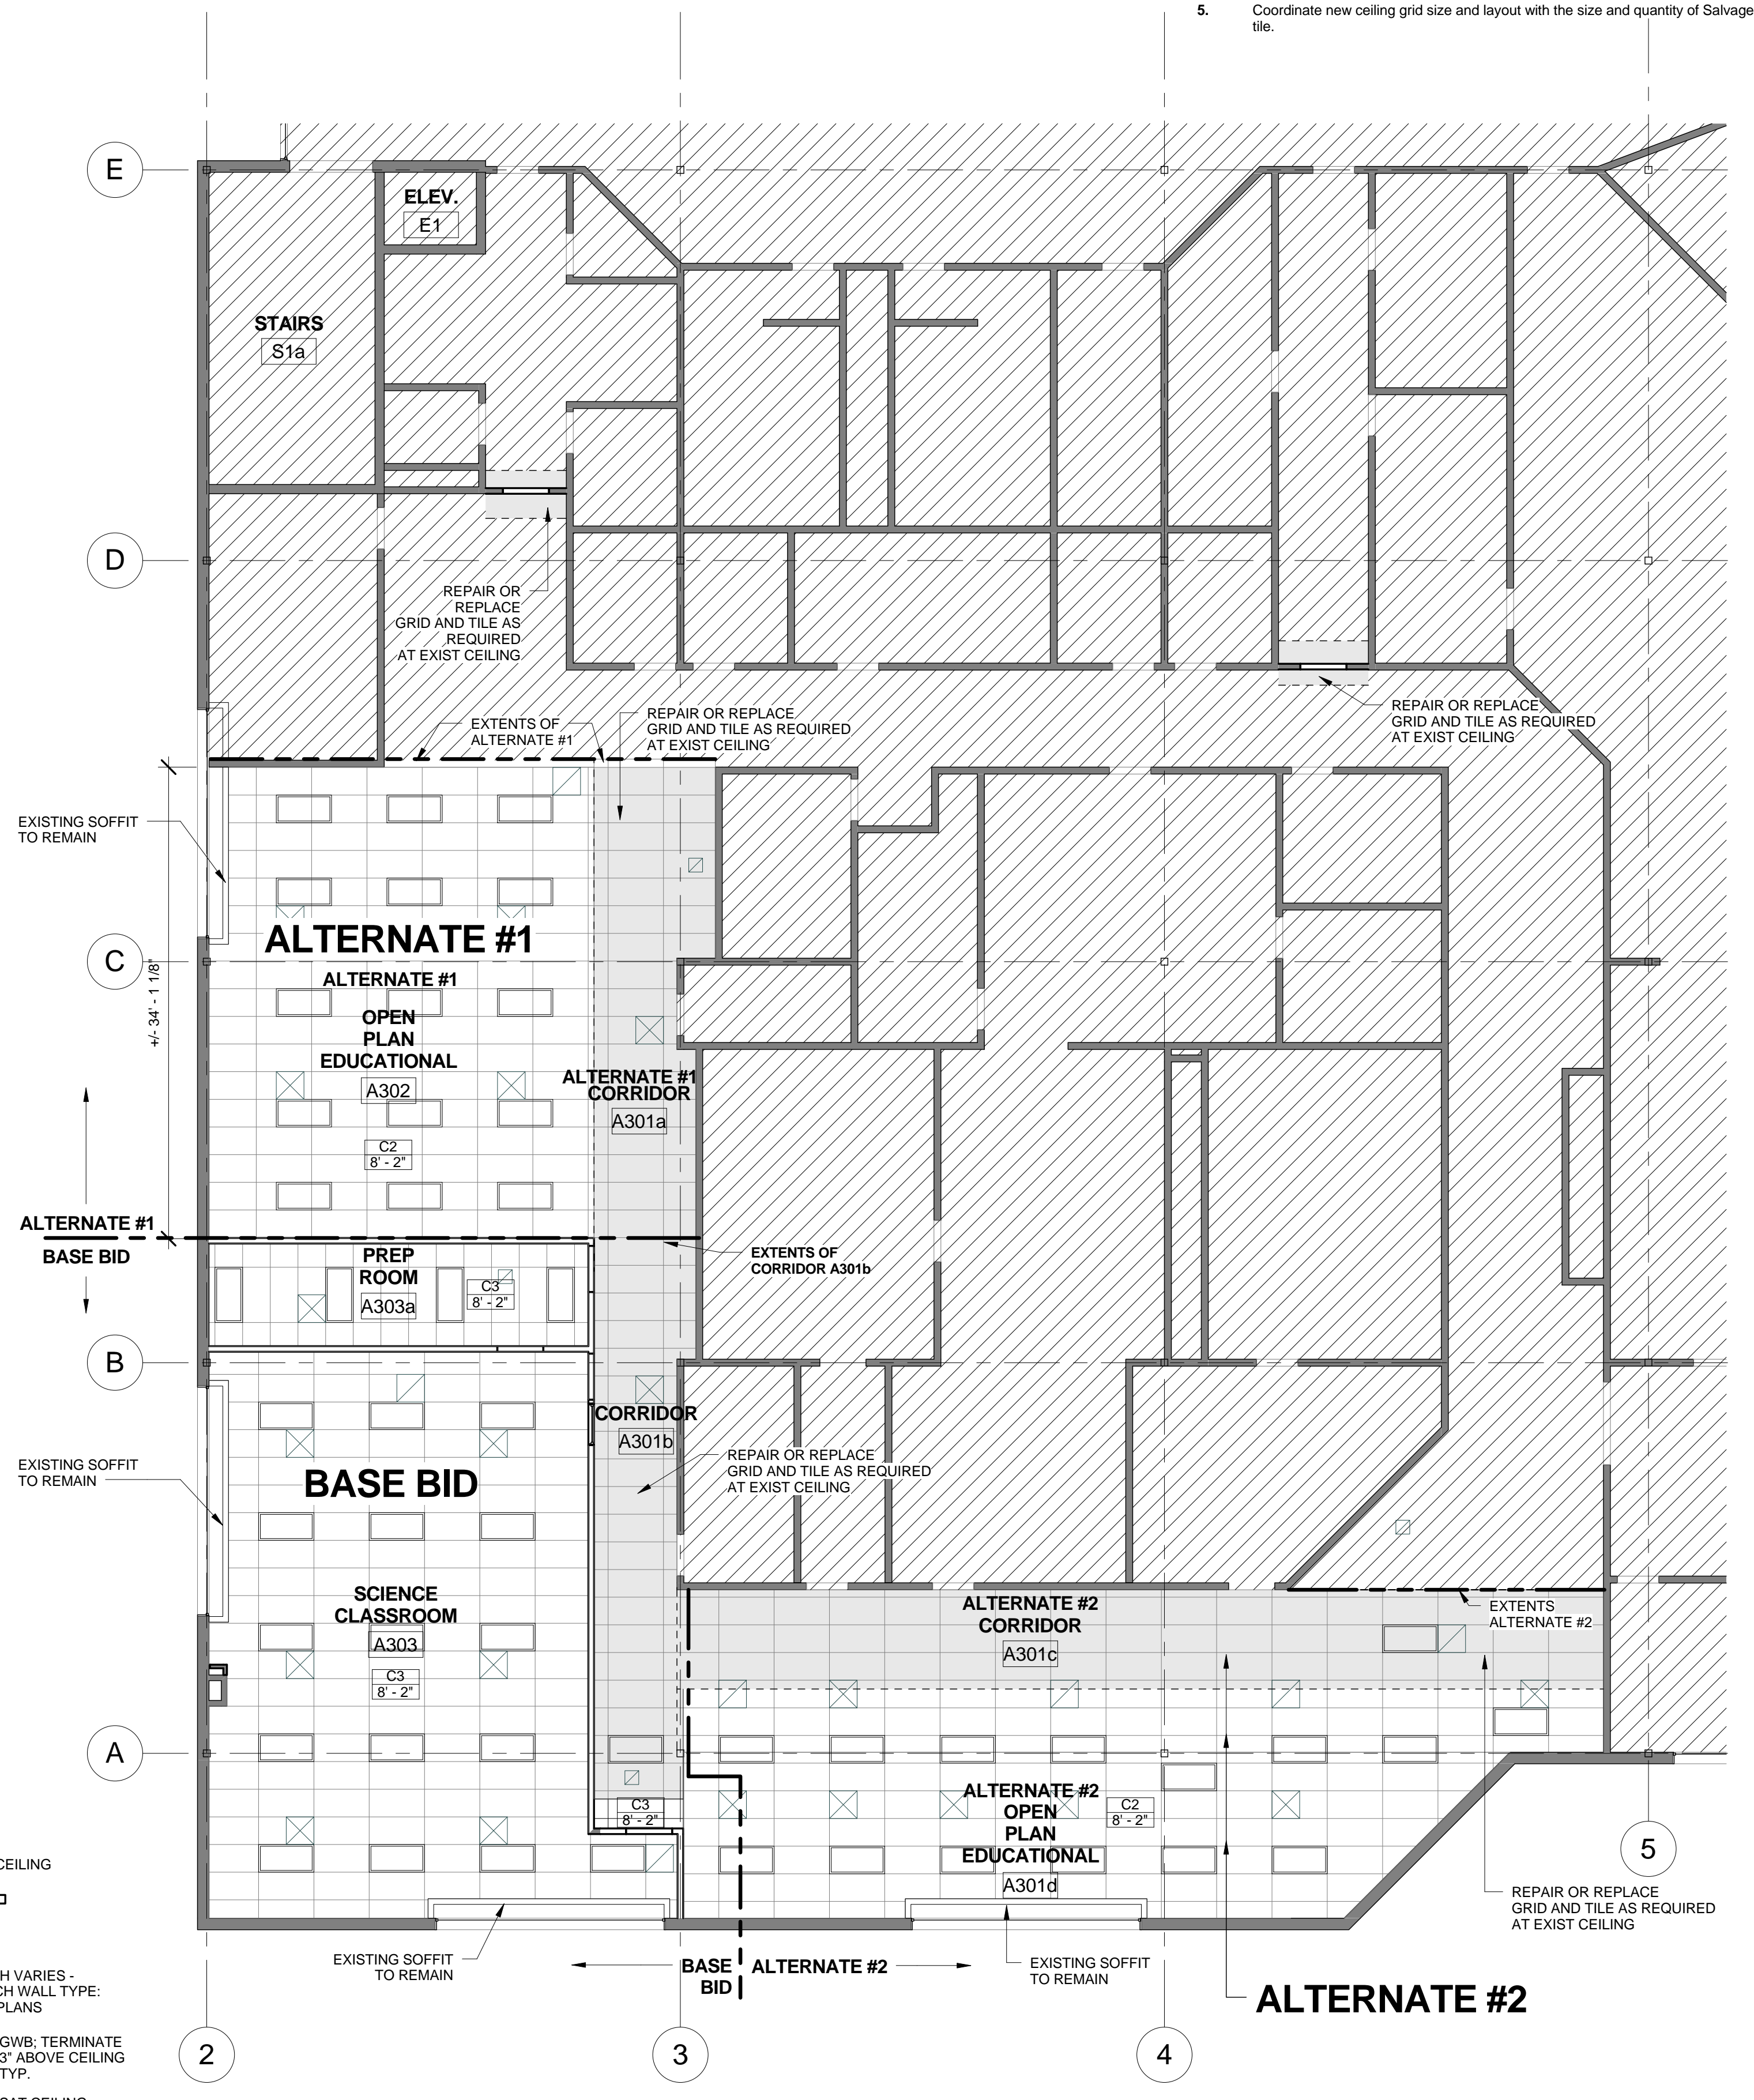 5. Coordinate new ceiling grid size and layout with the size and quantity of Salvage
tile.
E
ELEV.
E1
STAIRS
S1a
D
REPAIR OR
REPLACE
GRID AND TILE AS
REQUIRED
AT EXIST CEILING
REPAIR OR REPLACE
GRID AND TILE AS REQUIRED
AT EXIST CEILING
EXTENTS OF
ALTERNATE #1
REPAIR OR REPLACE
GRID AND TILE AS REQUIRED
AT EXIST CEILING
EXISTING SOFFIT
TO REMAIN
ALTERNATE #1
C
+/- 34' - 1 1/8"
ALTERNATE #1
OPEN
PLAN
EDUCATIONAL
A302
C2
8' - 2"
ALTERNATE #1
CORRIDOR
A301a
ALTERNATE #1
BASE BID
EXTENTS OF
CORRIDOR A301b
PREP
ROOM
A303a
C3
8' - 2"
B
CORRIDOR
A301b
REPAIR OR REPLACE
GRID AND TILE AS REQUIRED
AT EXIST CEILING
EXISTING SOFFIT
TO REMAIN
BASE BID
SCIENCE
CLASSROOM
A303
C3
8' - 2"
ALTERNATE #2
CORRIDOR
A301c
EXTENTS
ALTERNATE #2
A
C3
8' - 2"
ALTERNATE #2
OPEN
PLAN
EDUCATIONAL
A301d
C2
8' - 2"
5
CEILING
REPAIR OR REPLACE
GRID AND TILE AS REQUIRED
AT EXIST CEILING
EXISTING SOFFIT
TO REMAIN
BASE
BID
ALTERNATE #2
EXISTING SOFFIT
TO REMAIN
ALTERNATE #2
H VARIES -
CH WALL TYPE:
PLANS
GWB; TERMINATE
3" ABOVE CEILING
TYP.
2
3
4